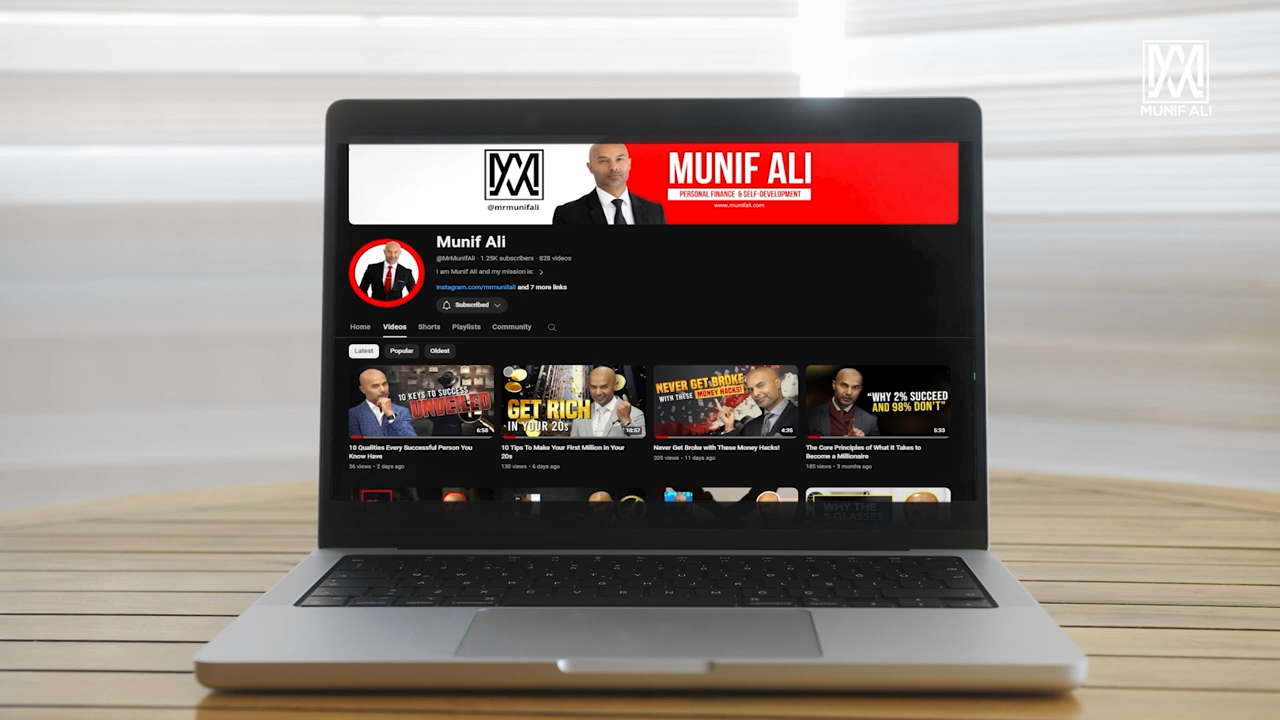 MUNIF ALI
MUNIF ALI
PERSONAL FINANCE & SELF-DEVELOPMENT
www.munifali.com
@mrmunifali
Munif Ali
@MrMunifAli · 1.25K subscribers · 828 videos
I am Munif Ali and my mission is: >
instagram.com/mrmunifali and 7 more links
Subscribed
Home Videos Shorts Playlists Community
Latest Popular Oldest
10 KEYS TO SUCCESS
UNVEILED
6:58
GET RICH
IN YOUR 20s
10:57
NEVER GET BROKE
WITH THESE MONEY HACKS!
4:35
"WHY 2% SUCCEED
AND 98% DON'T"
5:33
10 Qualities Every Successful Person You
Know Have
36 views • 2 days ago
10 Tips To Make Your First Million In Your
20s
130 views • 6 days ago
Never Get Broke with These Money Hacks!
205 views • 11 days ago
The Core Principles of What It Takes to
Become a Millionaire
185 views • 3 months ago
WHY THE